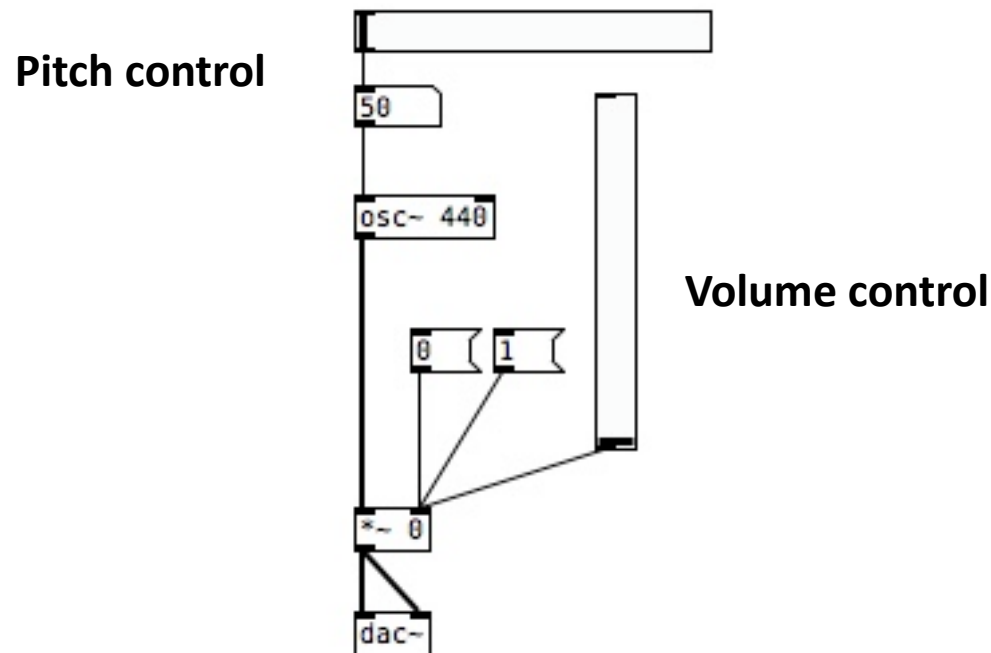 Pitch control
50
osc~ 440
Volume control
0
1
*~ 0
dac~